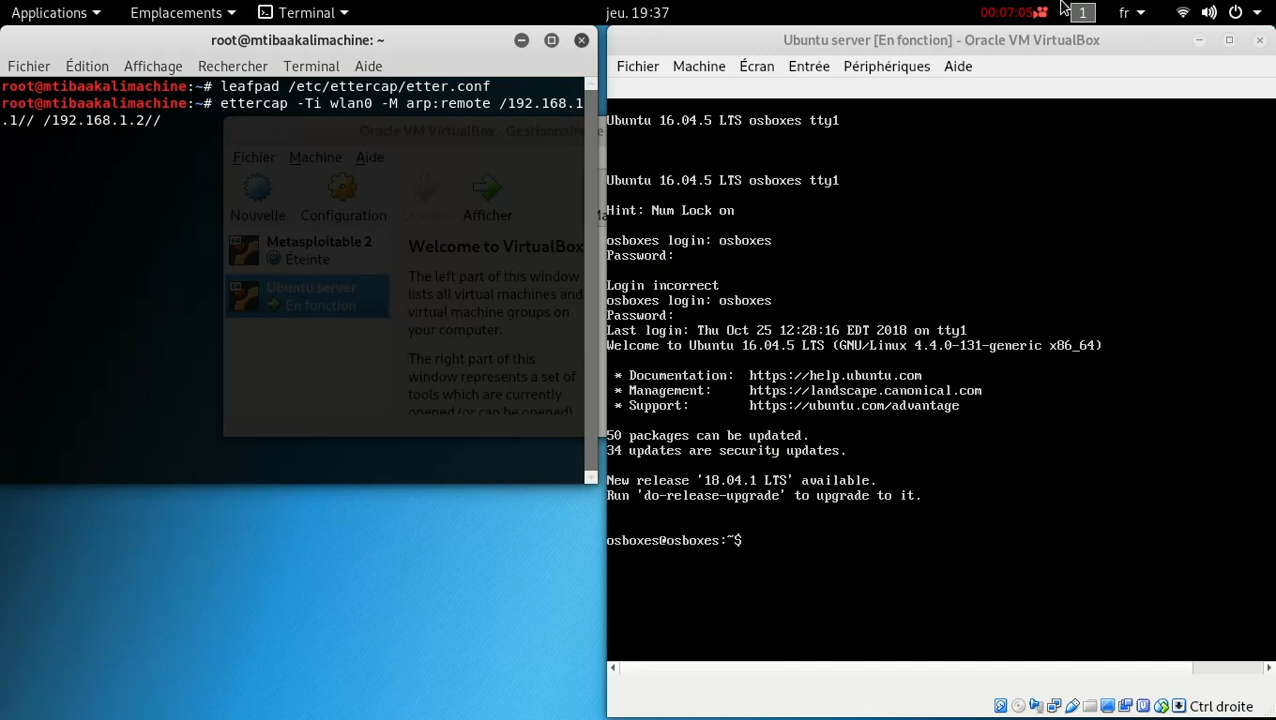 Applications Emplacements Terminal jeu. 19:37 00:07:05 1 fr
root@mtibaakalimachine: ~
Fichier Édition Affichage Rechercher Terminal Aide
root@mtibaakalimachine:~# leafpad /etc/ettercap/etter.conf
root@mtibaakalimachine:~# ettercap -Ti wlan0 -M arp:remote /192.168.1
.1// /192.168.1.2//
Oracle VM VirtualBox - Gestionnaire
Fichier Machine Aide
Nouvelle Configuration Afficher
Metasploitable 2
Éteinte
Ubuntu server
En fonction
Welcome to VirtualBox
The left part of this window
lists all virtual machines and
virtual machine groups on
your computer.
The right part of this
window represents a set of
tools which are currently
opened (or can be opened)
Ubuntu server [En fonction] - Oracle VM VirtualBox
Fichier Machine Écran Entrée Périphériques Aide
Ubuntu 16.04.5 LTS osboxes tty1
Ubuntu 16.04.5 LTS osboxes tty1
Hint: Num Lock on
osboxes login: osboxes
Password:
Login incorrect
osboxes login: osboxes
Password:
Last login: Thu Oct 25 12:28:16 EDT 2018 on tty1
Welcome to Ubuntu 16.04.5 LTS (GNU/Linux 4.4.0-131-generic x86_64)
* Documentation: https://help.ubuntu.com
* Management: https://landscape.canonical.com
* Support: https://ubuntu.com/advantage
50 packages can be updated.
34 updates are security updates.
New release '18.04.1 LTS' available.
Run 'do-release-upgrade' to upgrade to it.
osboxes@osboxes:~$
Ctrl droite